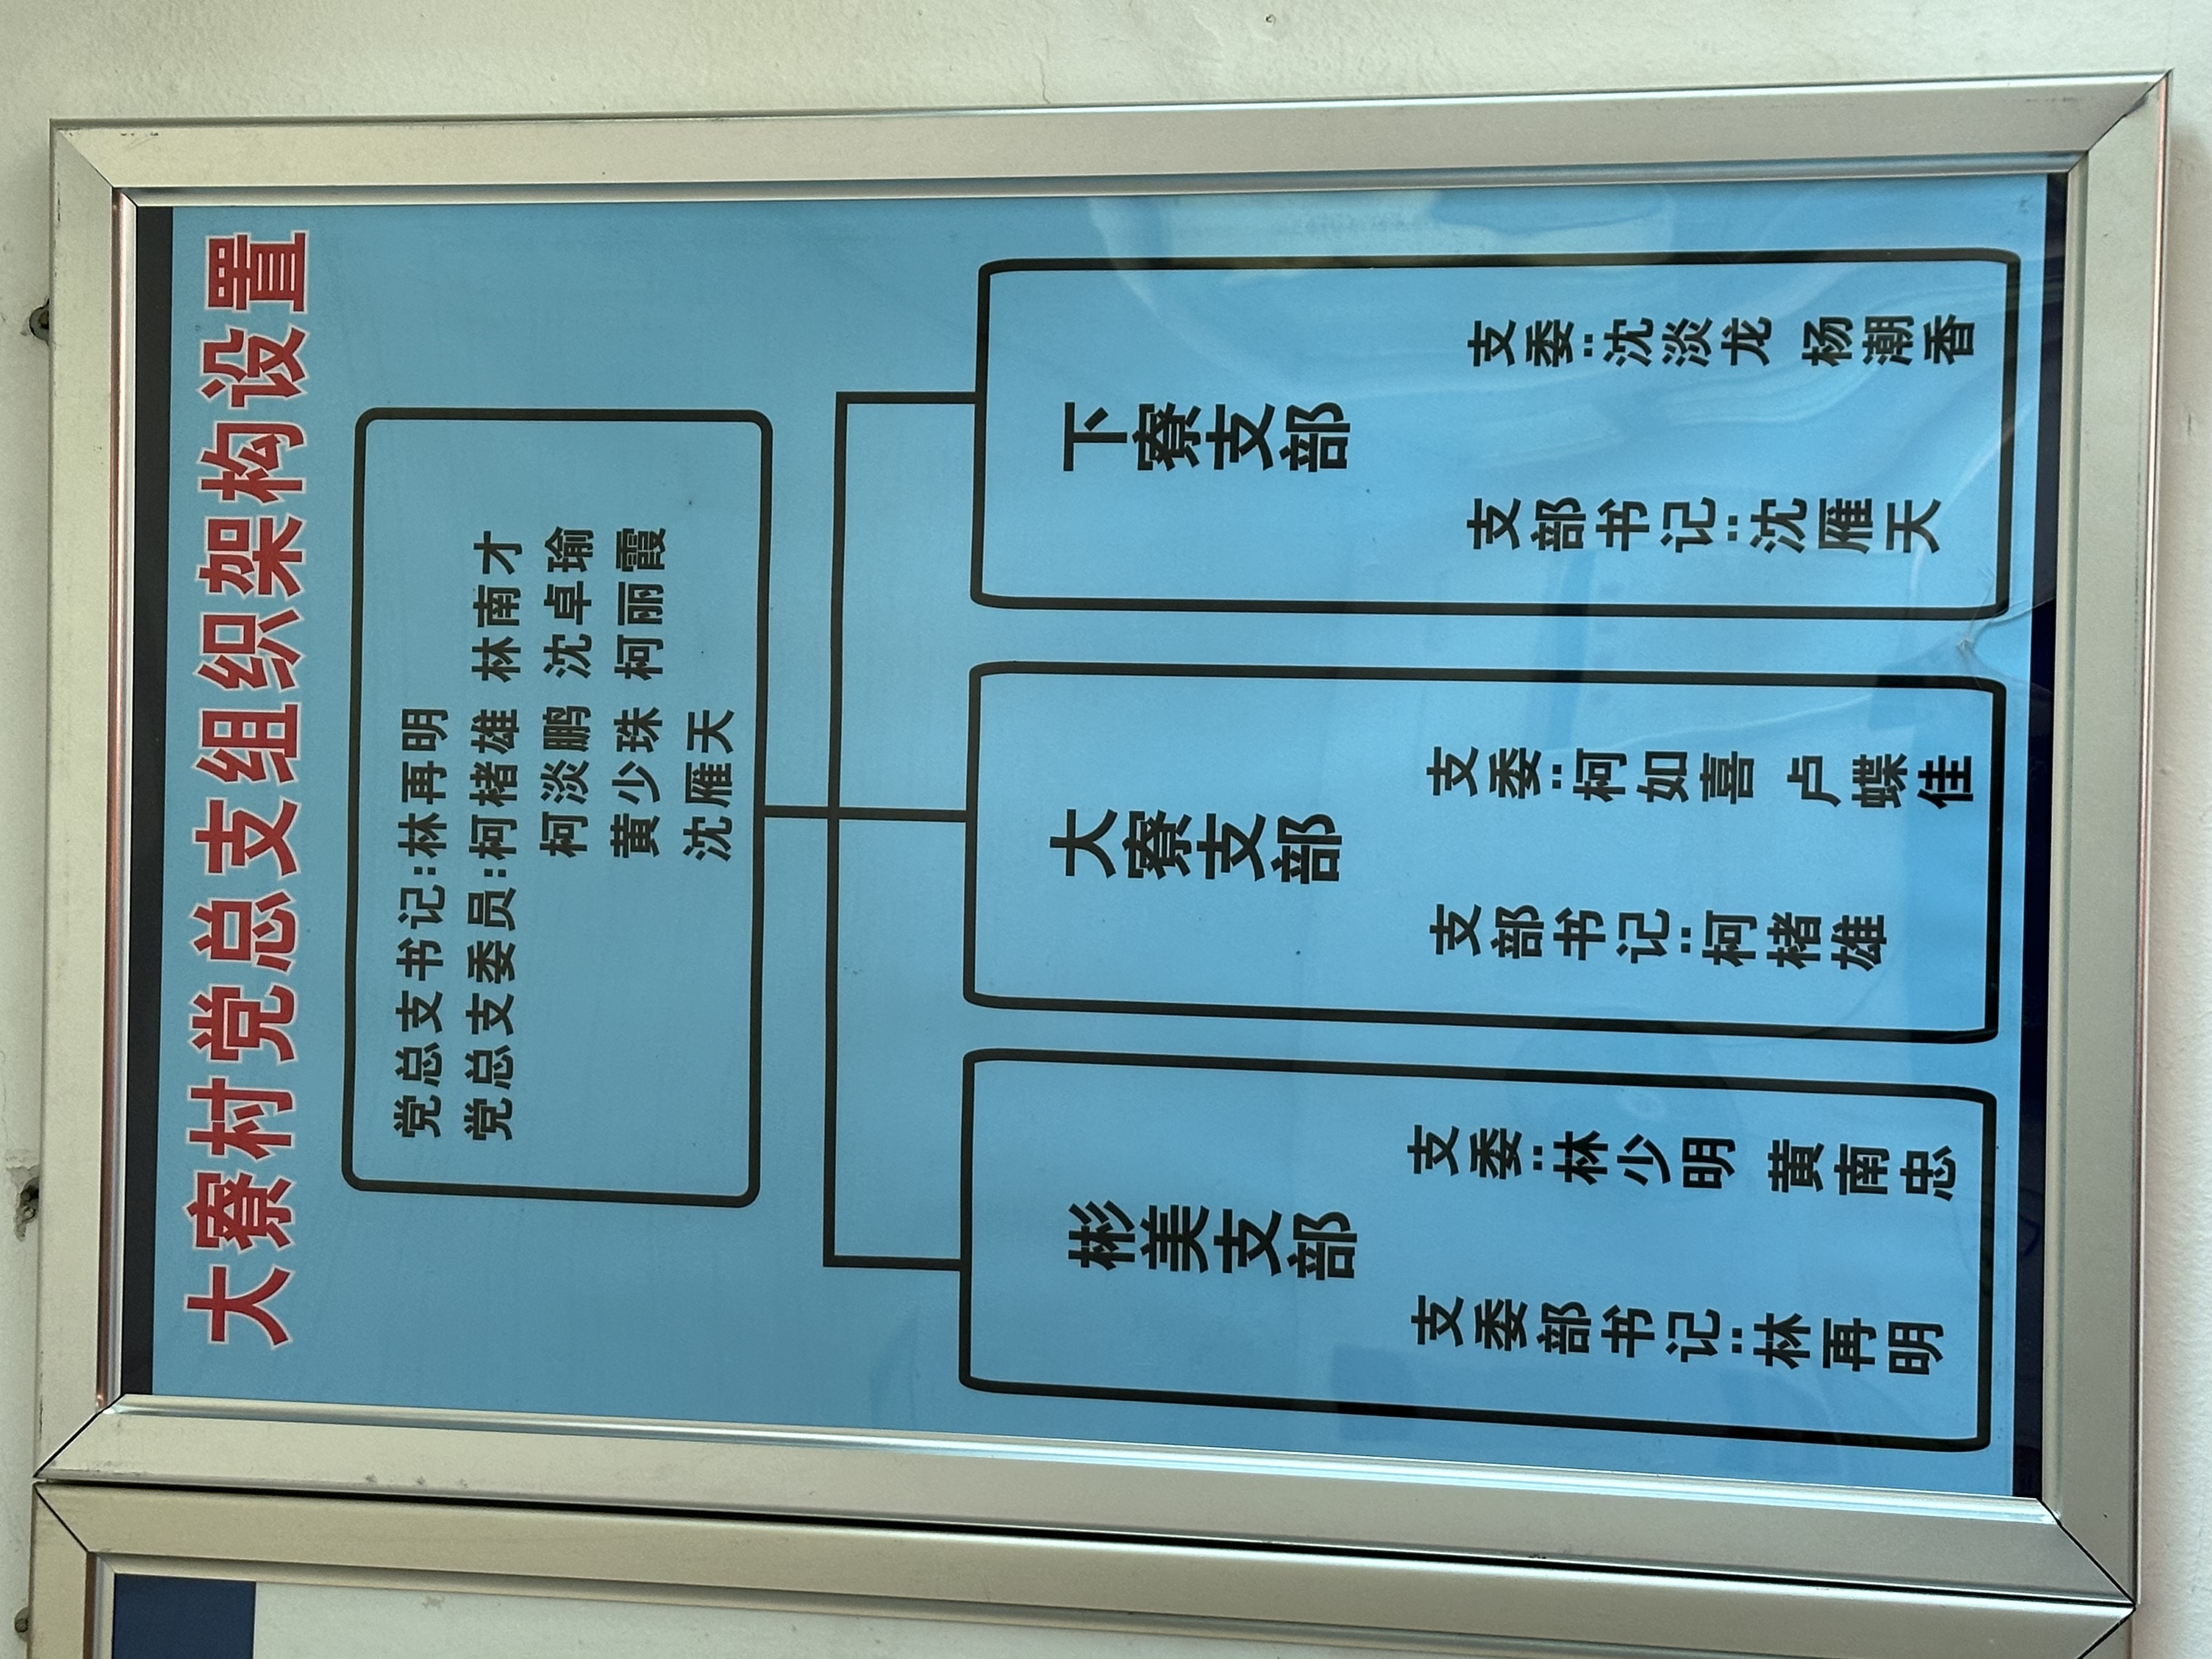 大寮村党总支组织架构设置
党总支书记:林再明
党总支委员:柯楮雄 林南才
柯淡鹏 沈卓瑜
黄少珠 柯丽霞
沈雁天
彬美支部
支委部书记:林再明
支委:林少明 黄南忠
大寮支部
支部书记:柯楮雄
支委:柯如喜 卢蝶佳
下寮支部
支部书记:沈雁天
支委:沈淡龙 杨潮香